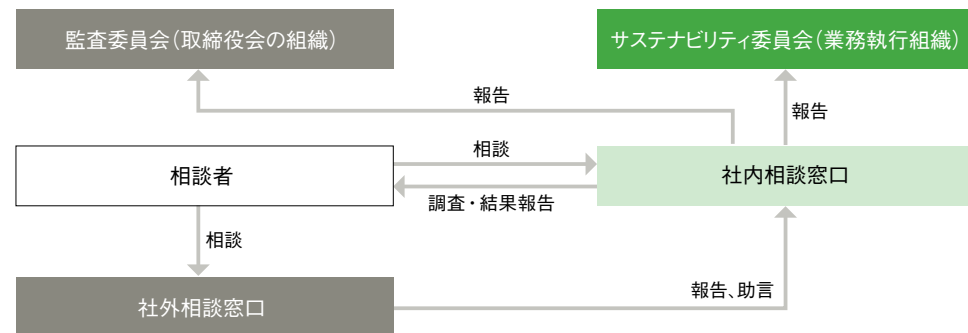 監査委員会（取締役会の組織）
サステナビリティ委員会（業務執行組織）
報告
報告
相談者
相談
社内相談窓口
調査・結果報告
相談
社外相談窓口
報告、助言